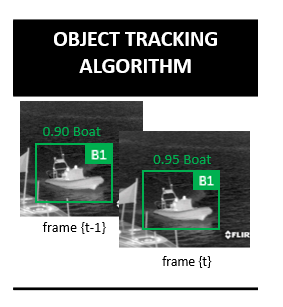 OBJECT TRACKING
ALGORITHM
0.90 Boat
B1
frame {t-1}
0.95 Boat
B1
FLIR
frame {t}